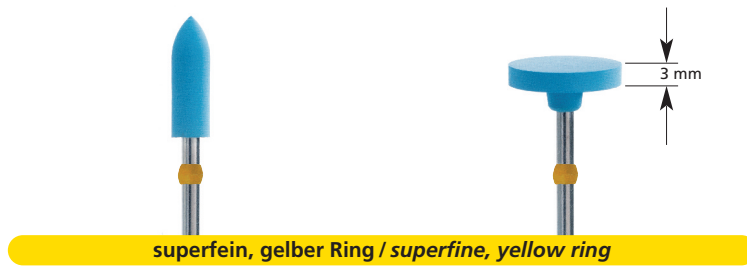 3 mm
superfein, gelber Ring / superfine, yellow ring